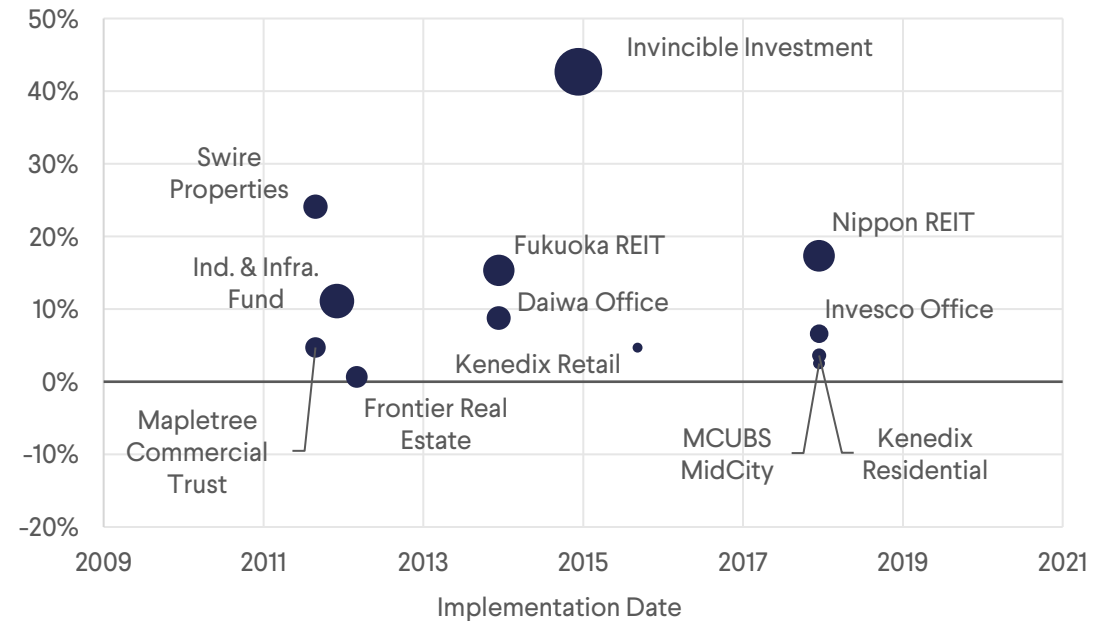 50%
Invincible Investment
40%
30%
Swire
Properties
20%
Nippon REIT
Fukuoka REIT
Ind. & Infra.
Fund
10%
Daiwa Office
Invesco Office
Kenedix Retail
0%
Frontier Real
Estate
Mapletree
Commercial
Trust
-10%
MCUBS
MidCity
Kenedix
Residential
-20%
2009
2011
2013
2015
2017
2019
2021
Implementation Date